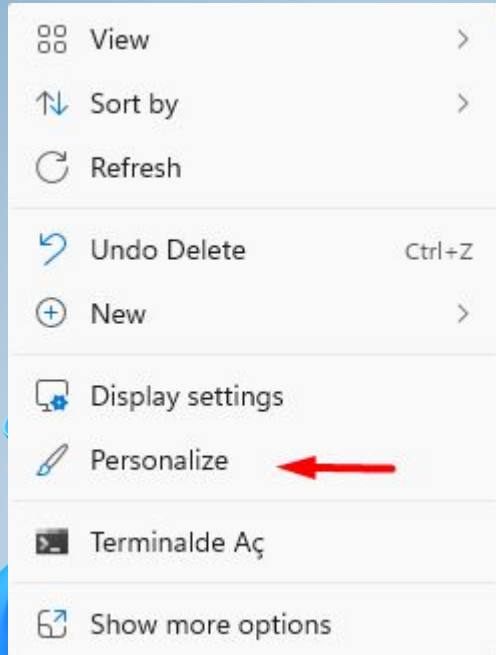 View
Sort by
Refresh
Undo Delete Ctrl+Z
New
Display settings
Personalize
Terminalde Aç
Show more options